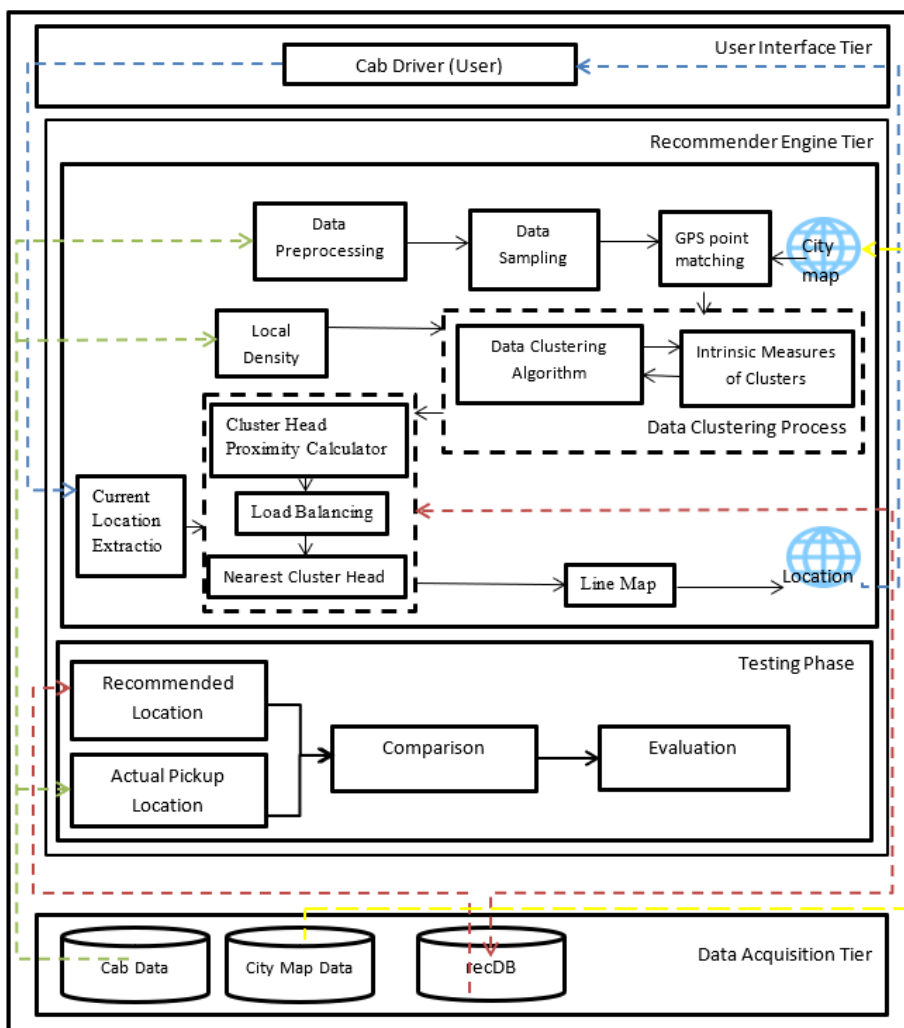 User Interface Tier
Cab Driver (User)
Recommender Engine Tier
Data
Preprocessing
Data
Sampling
GPS point
matching
City
map
Local
Density
Data Clustering
Algorithm
Intrinsic Measures
of Clusters
Data Clustering Process
Cluster Head
Proximity Calculator
Load Balancing
Nearest Cluster Head
Current
Location
Extractio
Line Map
Location
Testing Phase
Recommended
Location
Actual Pickup
Location
Comparison
Evaluation
Cab Data
City Map Data
recDB
Data Acquisition Tier